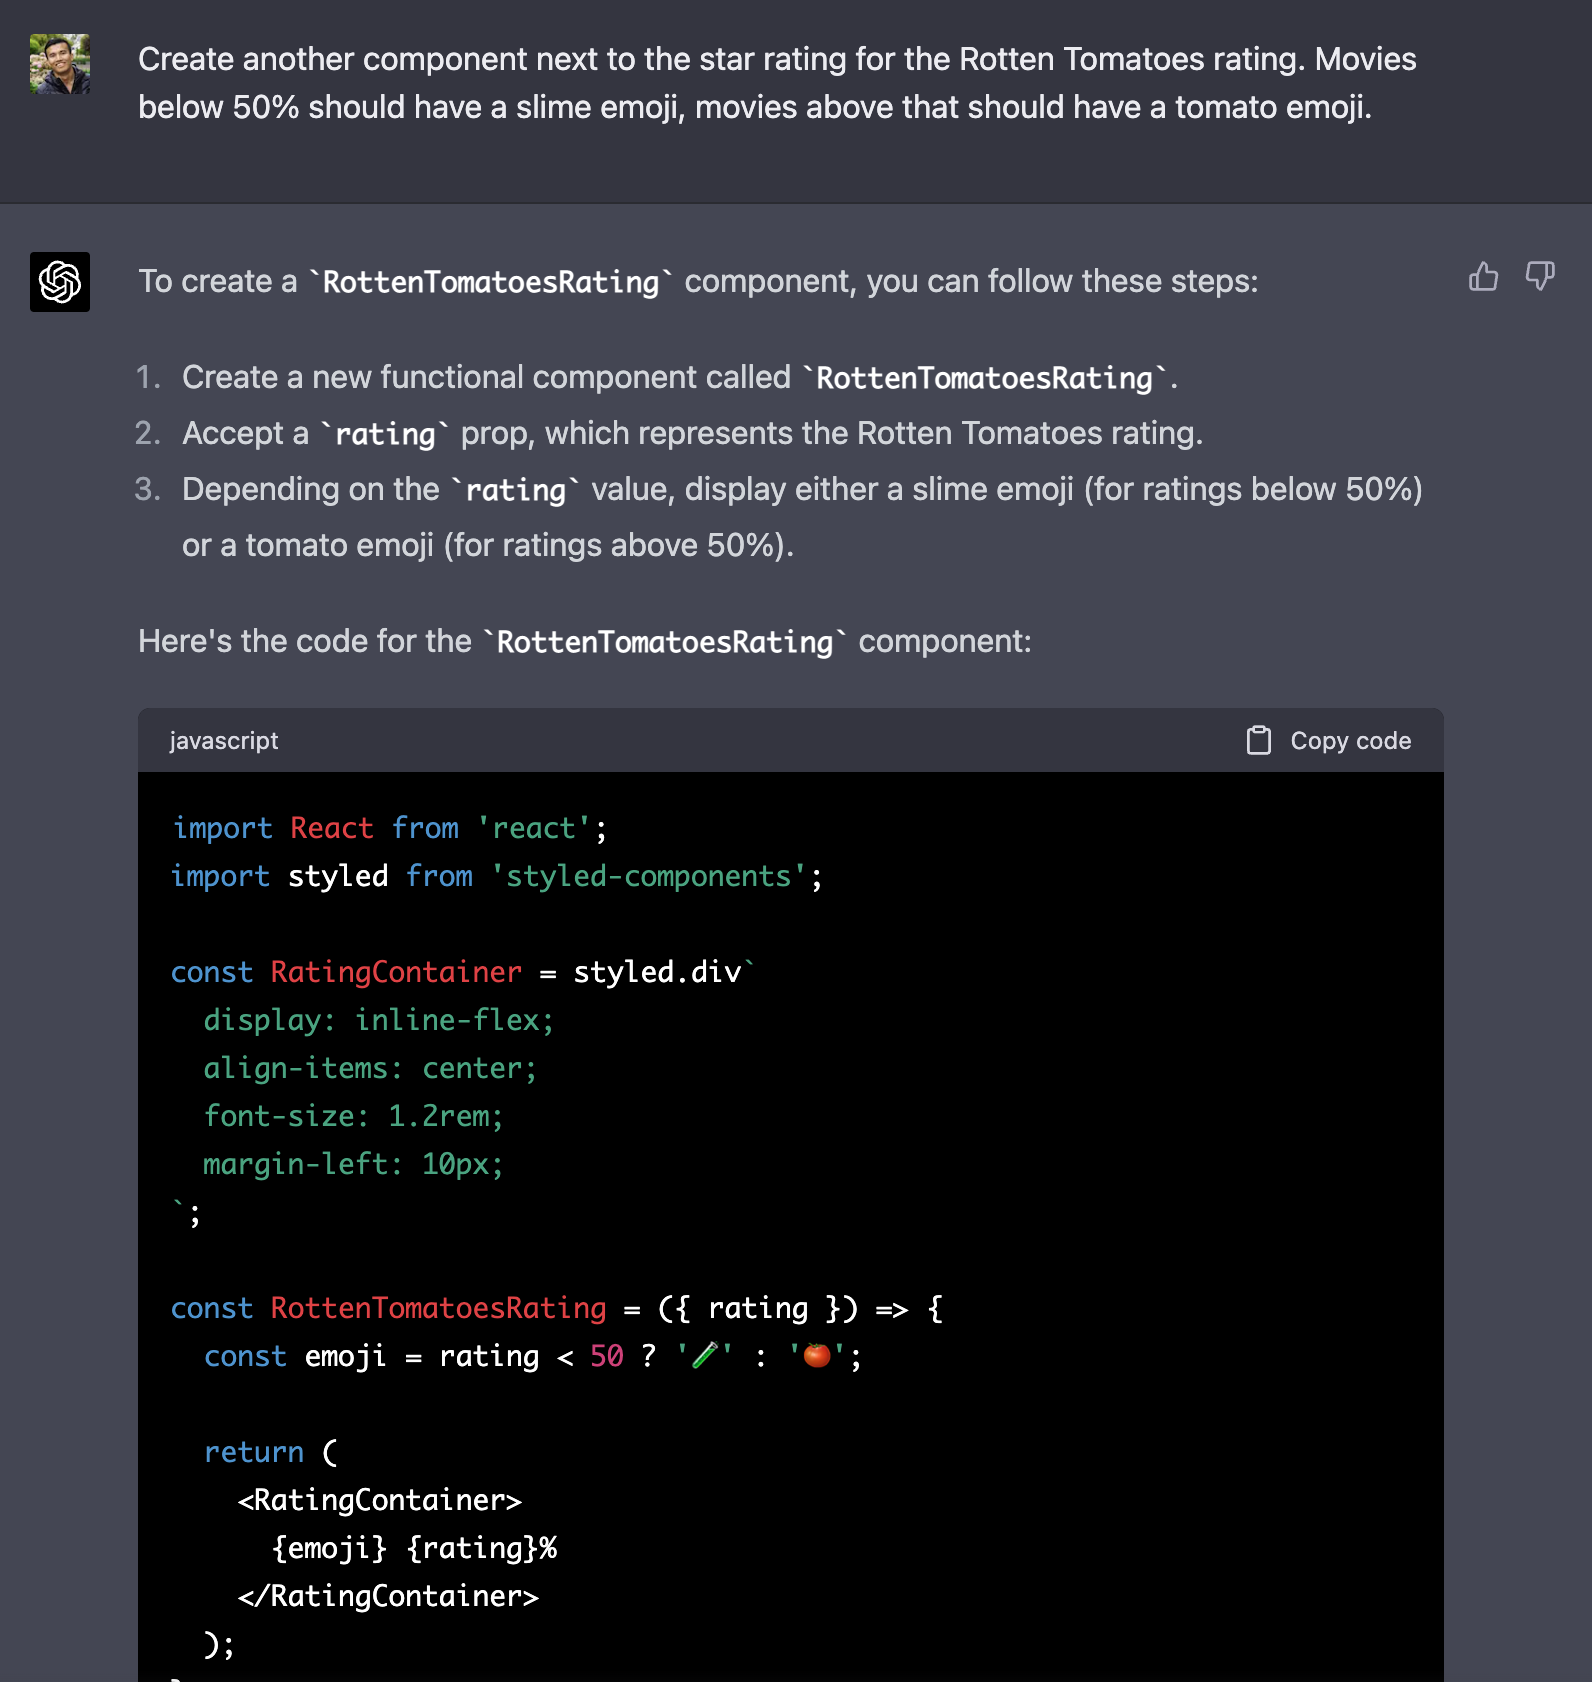 Create another component next to the star rating for the Rotten Tomatoes rating. Movies
below 50% should have a slime emoji, movies above that should have a tomato emoji.
To create a `RottenTomatoesRating` component, you can follow these steps:
1. Create a new functional component called `RottenTomatoesRating`.
2. Accept a `rating` prop, which represents the Rotten Tomatoes rating.
3. Depending on the `rating` value, display either a slime emoji (for ratings below 50%)
or a tomato emoji (for ratings above 50%).
Here's the code for the `RottenTomatoesRating` component:
javascript Copy code
import React from 'react';
import styled from 'styled-components';
const RatingContainer = styled.div`
  display: inline-flex;
  align-items: center;
  font-size: 1.2rem;
  margin-left: 10px;
`;
const RottenTomatoesRating = ({ rating }) => {
  const emoji = rating < 50 ? '🧪' : '🍅';
  return (
    <RatingContainer>
      {emoji} {rating}%
    </RatingContainer>
  );